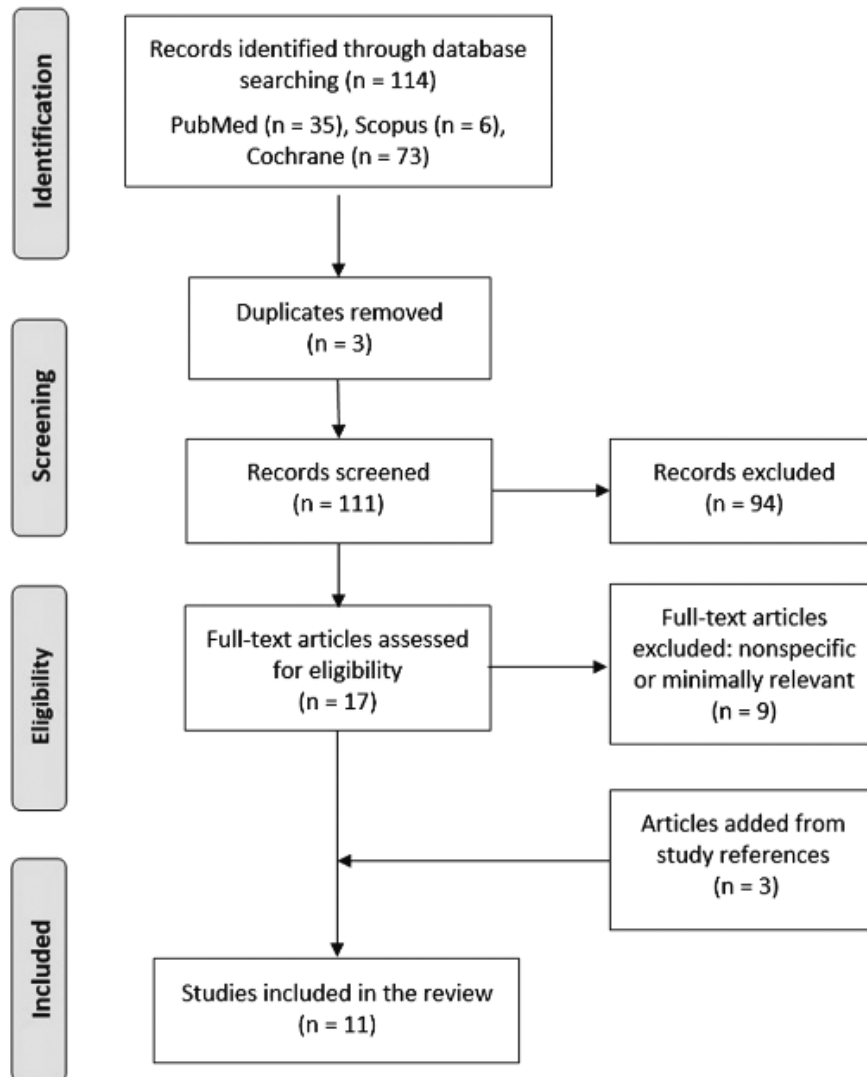 Identification
Records identified through database
searching (n = 114)
PubMed (n = 35), Scopus (n = 6),
Cochrane (n = 73)
Screening
Duplicates removed
(n = 3)
Records screened
(n = 111)
Records excluded
(n = 94)
Eligibility
Full-text articles assessed
for eligibility
(n = 17)
Full-text articles
excluded: nonspecific
or minimally relevant
(n = 9)
Articles added from
study references
(n = 3)
Included
Studies included in the review
(n = 11)